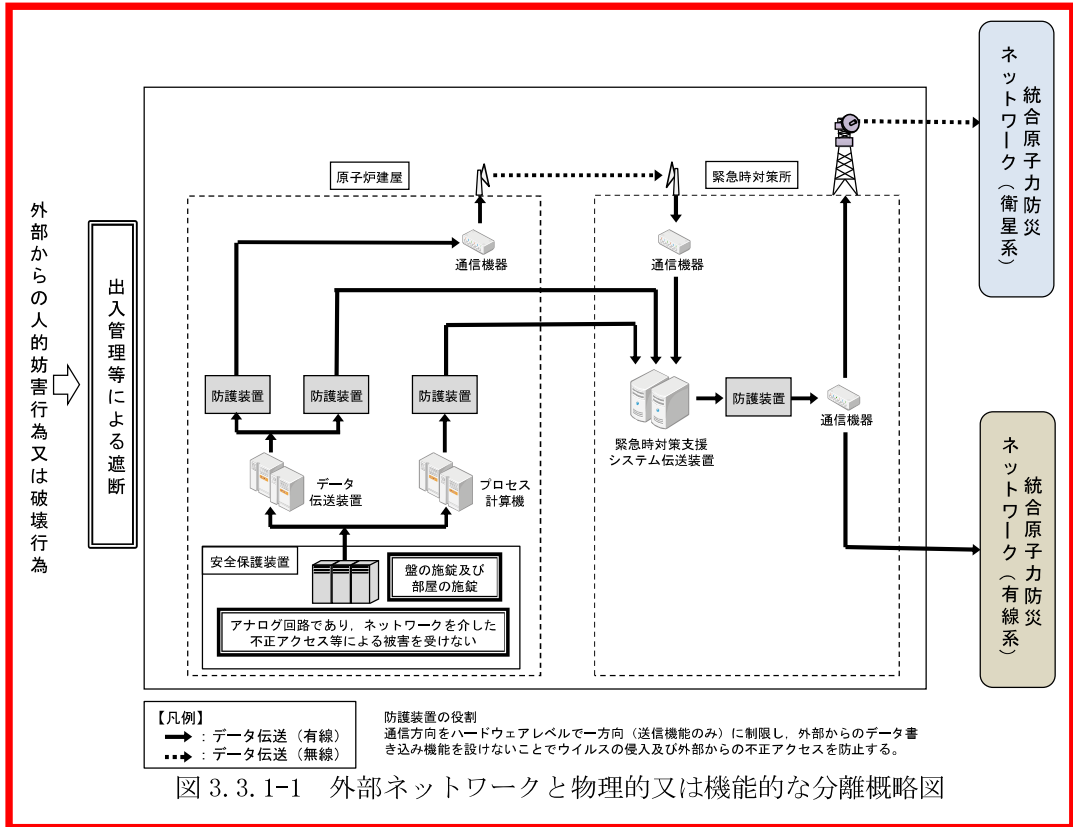 外部からの人的妨害行為又は破壊行為
出入管理等による遮断
原子炉建屋
緊急時対策所
通信機器
通信機器
防護装置
防護装置
防護装置
防護装置
通信機器
データ
伝送装置
プロセス
計算機
緊急時対策支援
システム伝送装置
安全保護装置
盤の施錠及び
部屋の施錠
アナログ回路であり，ネットワークを介した
不正アクセス等による被害を受けない
統合原子力防災
ネットワーク（衛星系）
統合原子力防災
ネットワーク（有線系）
【凡例】
：データ伝送（有線）
：データ伝送（無線）
防護装置の役割
通信方向をハードウェアレベルで一方向（送信機能のみ）に制限し，外部からのデータ書
き込み機能を設けないことでウイルスの侵入及び外部からの不正アクセスを防止する。
図 3.3.1-1　外部ネットワークと物理的又は機能的な分離概略図